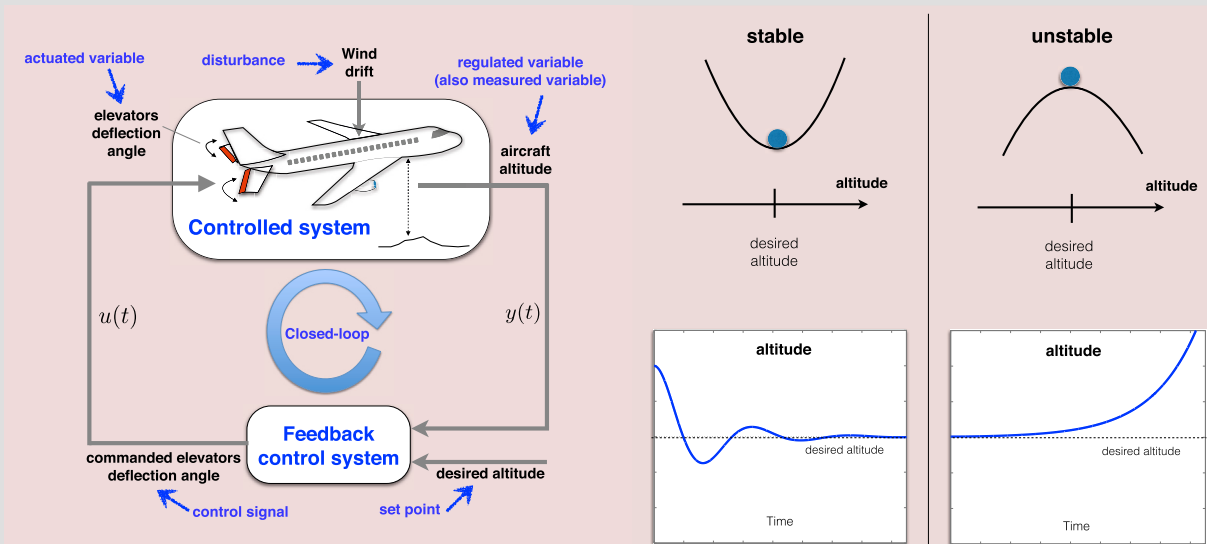 actuated variable
disturbance
Wind
drift
regulated variable
(also measured variable)
elevators
deflection
angle
aircraft
altitude
Controlled system
u(t)
y(t)
Closed-loop
Feedback
control system
commanded elevators
deflection angle
desired altitude
control signal
set point
stable
altitude
desired
altitude
unstable
altitude
desired
altitude
altitude
desired altitude
Time
altitude
desired altitude
Time